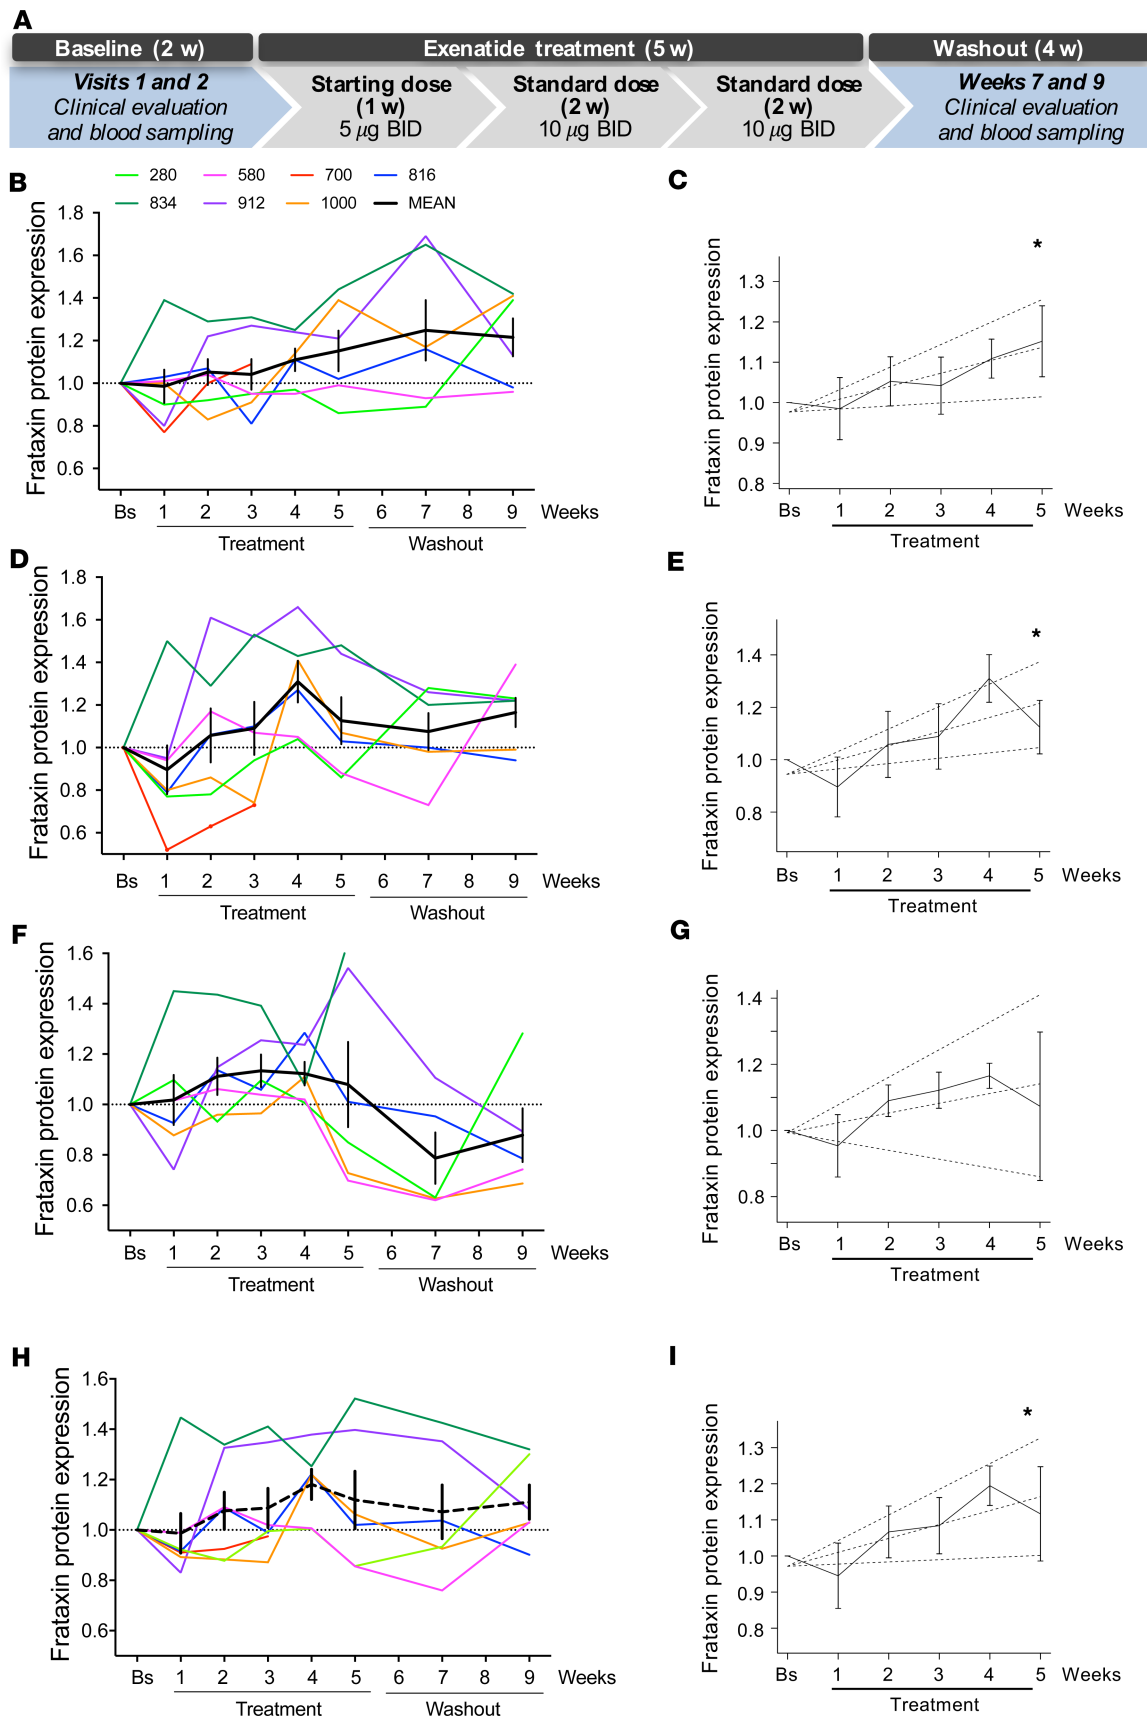 A
Baseline (2 w)
Exenatide treatment (5 w)
Washout (4 w)
Visits 1 and 2
Clinical evaluation
and blood sampling
Starting dose
(1 w)
5 µg BID
Standard dose
(2 w)
10 µg BID
Standard dose
(2 w)
10 µg BID
Weeks 7 and 9
Clinical evaluation
and blood sampling
B
280 580 700 816
834 912 1000 MEAN
Frataxin protein expression
1.8
1.6
1.4
1.2
1.0
0.8
0.6
Bs 1 2 3 4 5 6 7 8 9 Weeks
Treatment Washout
C
*
Frataxin protein expression
1.3
1.2
1.1
1.0
0.9
0.8
Bs 1 2 3 4 5 Weeks
Treatment
D
Frataxin protein expression
1.8
1.6
1.4
1.2
1.0
0.8
0.6
Bs 1 2 3 4 5 6 7 8 9 Weeks
Treatment Washout
E
*
Frataxin protein expression
1.4
1.2
1.0
0.8
Bs 1 2 3 4 5 Weeks
Treatment
F
Frataxin protein expression
1.6
1.4
1.2
1.0
0.8
0.6
Bs 1 2 3 4 5 6 7 8 9 Weeks
Treatment Washout
G
Frataxin protein expression
1.4
1.2
1.0
0.8
Bs 1 2 3 4 5 Weeks
Treatment
H
Frataxin protein expression
1.6
1.4
1.2
1.0
0.8
0.6
Bs 1 2 3 4 5 6 7 8 9 Weeks
Treatment Washout
I
*
Frataxin protein expression
1.3
1.2
1.1
1.0
0.9
0.8
Bs 1 2 3 4 5 Weeks
Treatment